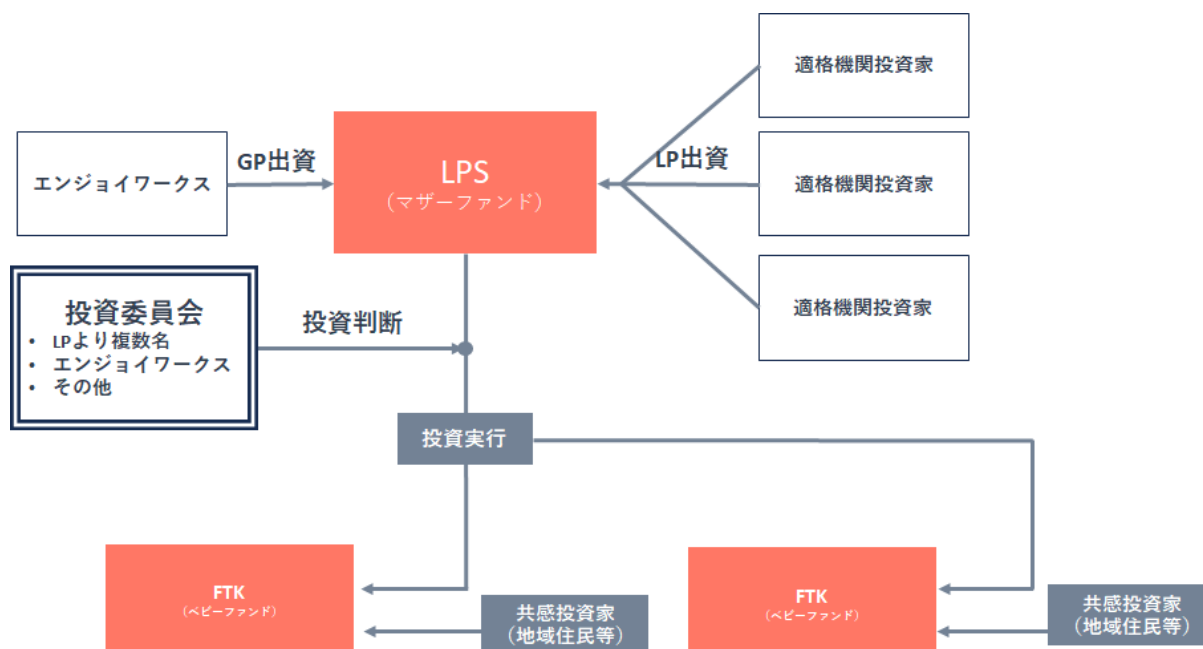 適格機関投資家
エンジョイワークス
GP出資
LPS
（マザーファンド）
LP出資
適格機関投資家
適格機関投資家
投資委員会
• LPより複数名
• エンジョイワークス
• その他
投資判断
投資実行
FTK
（ベビーファンド）
共感投資家
（地域住民等）
FTK
（ベビーファンド）
共感投資家
（地域住民等）